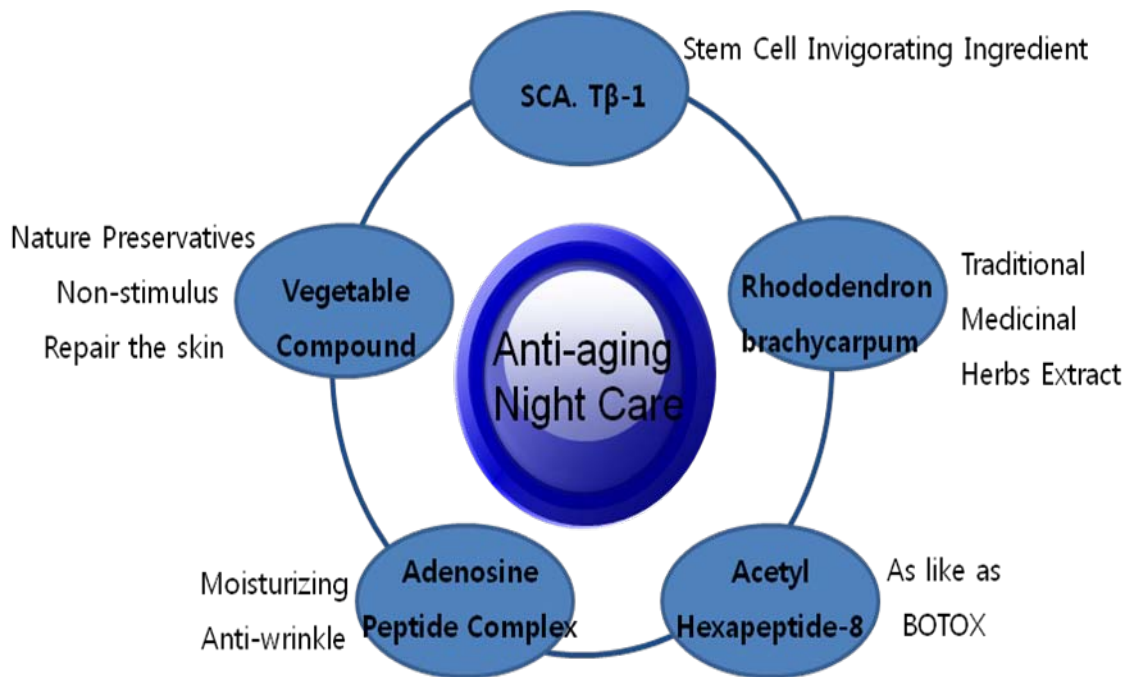 SCA. Tβ-1
Stem Cell Invigorating Ingredient
Nature Preservatives
Non-stimulus
Repair the skin
Vegetable
Compound
Anti-aging
Night Care
Rhododendron
brachycarpum
Traditional
Medicinal
Herbs Extract
Moisturizing
Anti-wrinkle
Adenosine
Peptide Complex
Acetyl
Hexapeptide-8
As like as
BOTOX